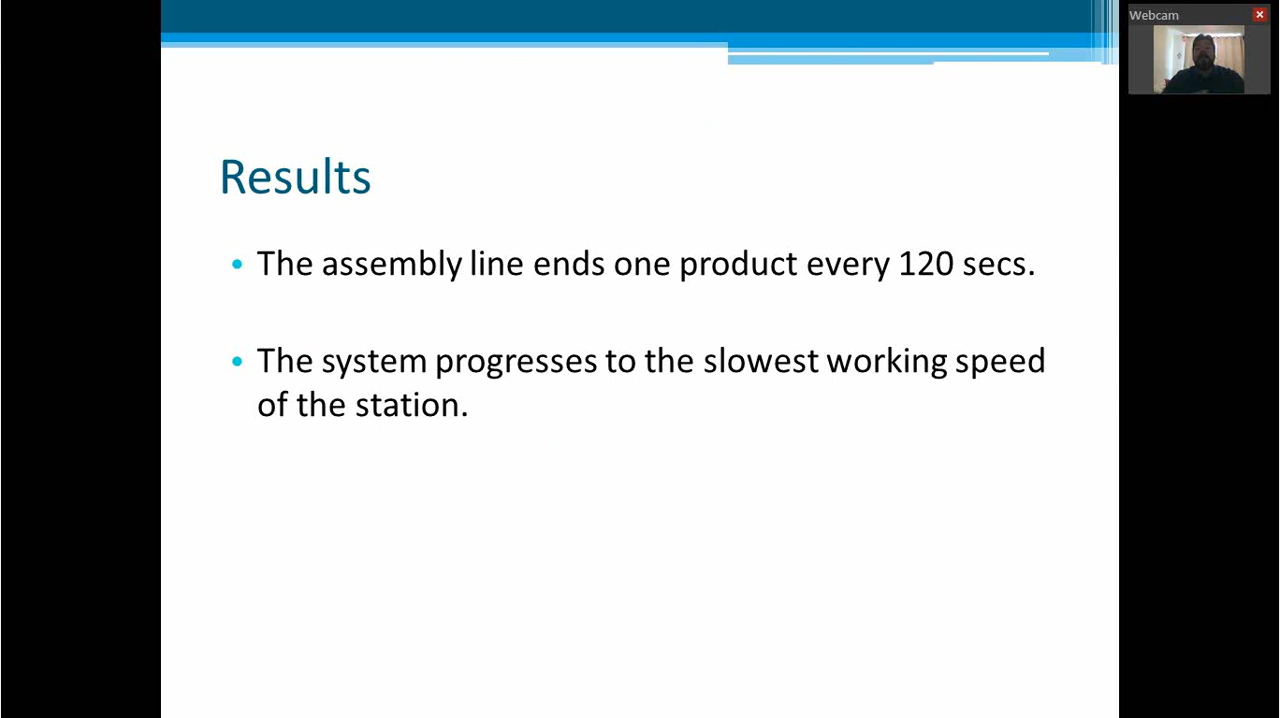 Webcam
Results
• The assembly line ends one product every 120 secs.
• The system progresses to the slowest working speed
of the station.